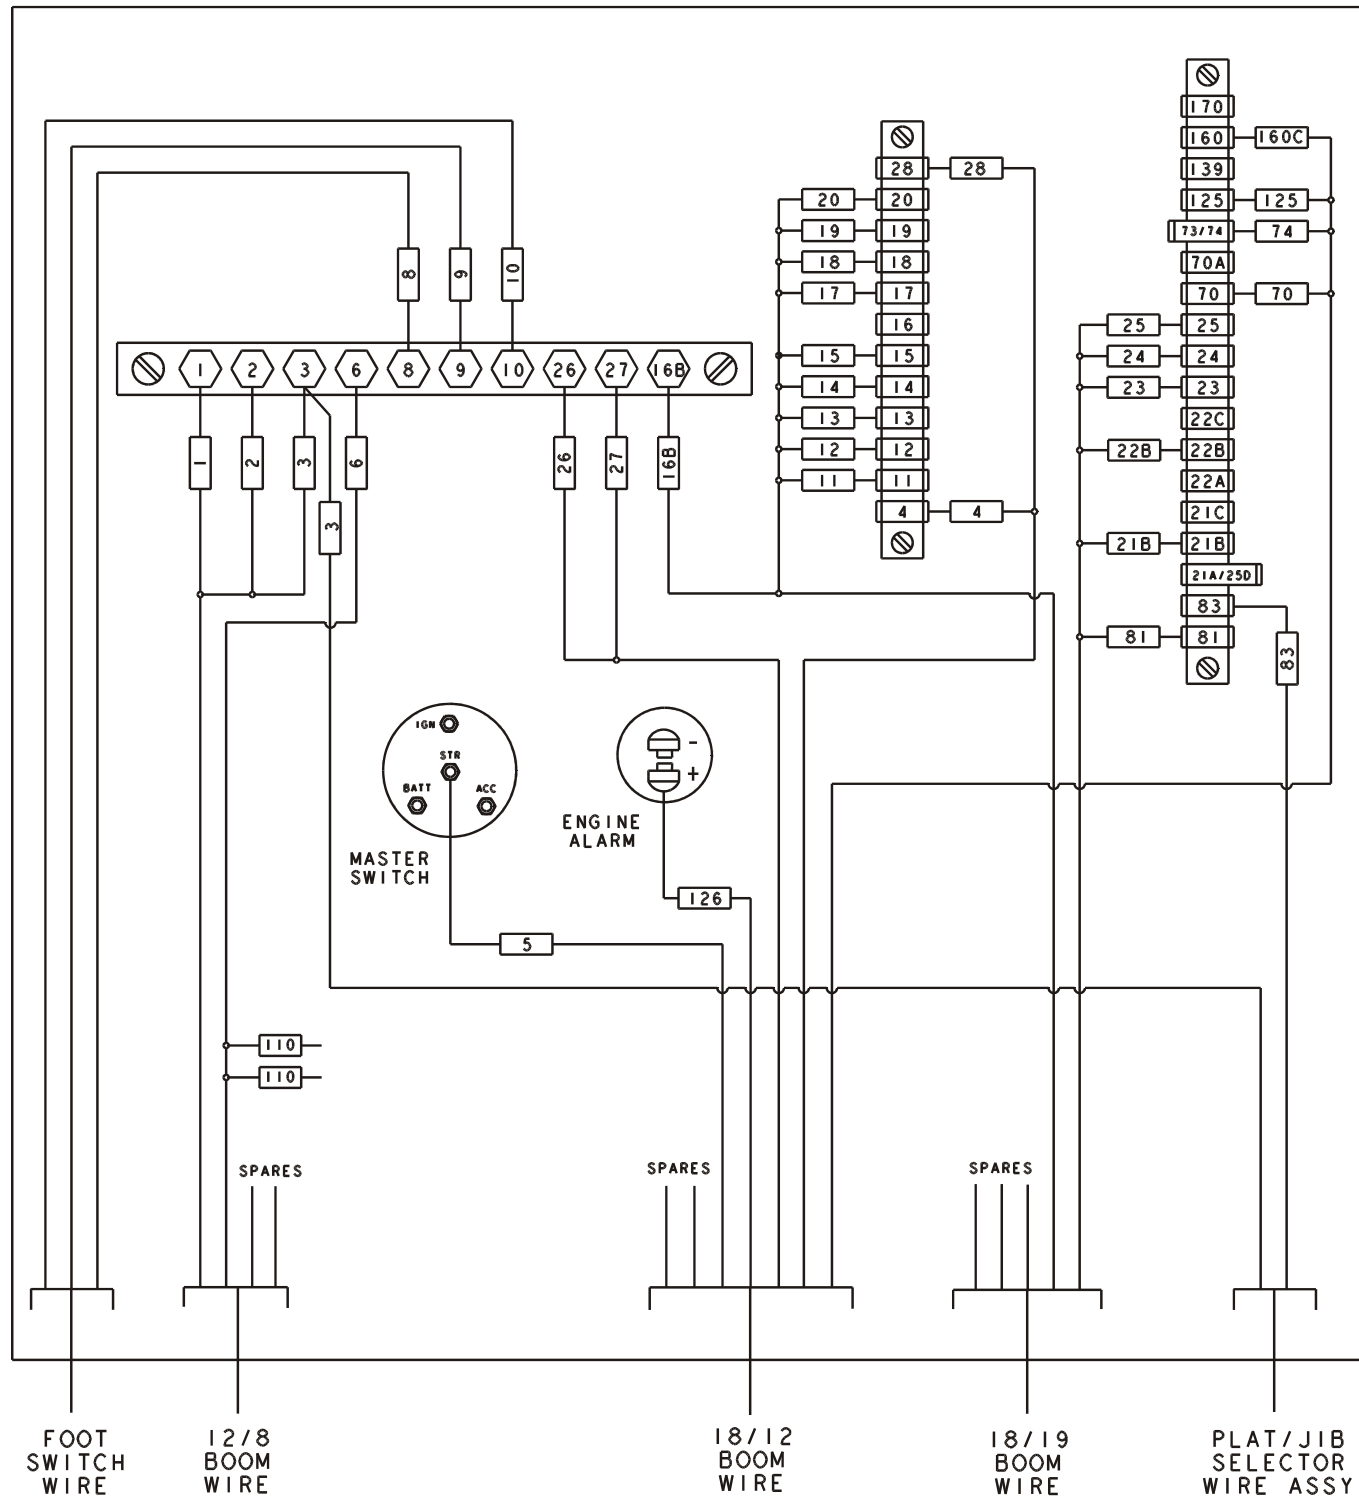 170
160 160C
139
125 125
73/74 74
70A
70 70
25 25
24 24
23 23
22C
22B 22B
22A
21C
21B 21B
21A/25D
83
81 81
83
28 28
20 20
19 19
18 18
17 17
16
15 15
14 14
13 13
12 12
11 11
4 4
8 9 10
1 2 3 6 8 9 10 26 27 16B
1 2 3 6 26 27 16B
3
IGN
STR
BATT ACC
MASTER
SWITCH
-
+
ENGINE
ALARM
126
5
110
110
SPARES
SPARES
SPARES
FOOT
SWITCH
WIRE
12/8
BOOM
WIRE
18/12
BOOM
WIRE
18/19
BOOM
WIRE
PLAT/JIB
SELECTOR
WIRE ASSY